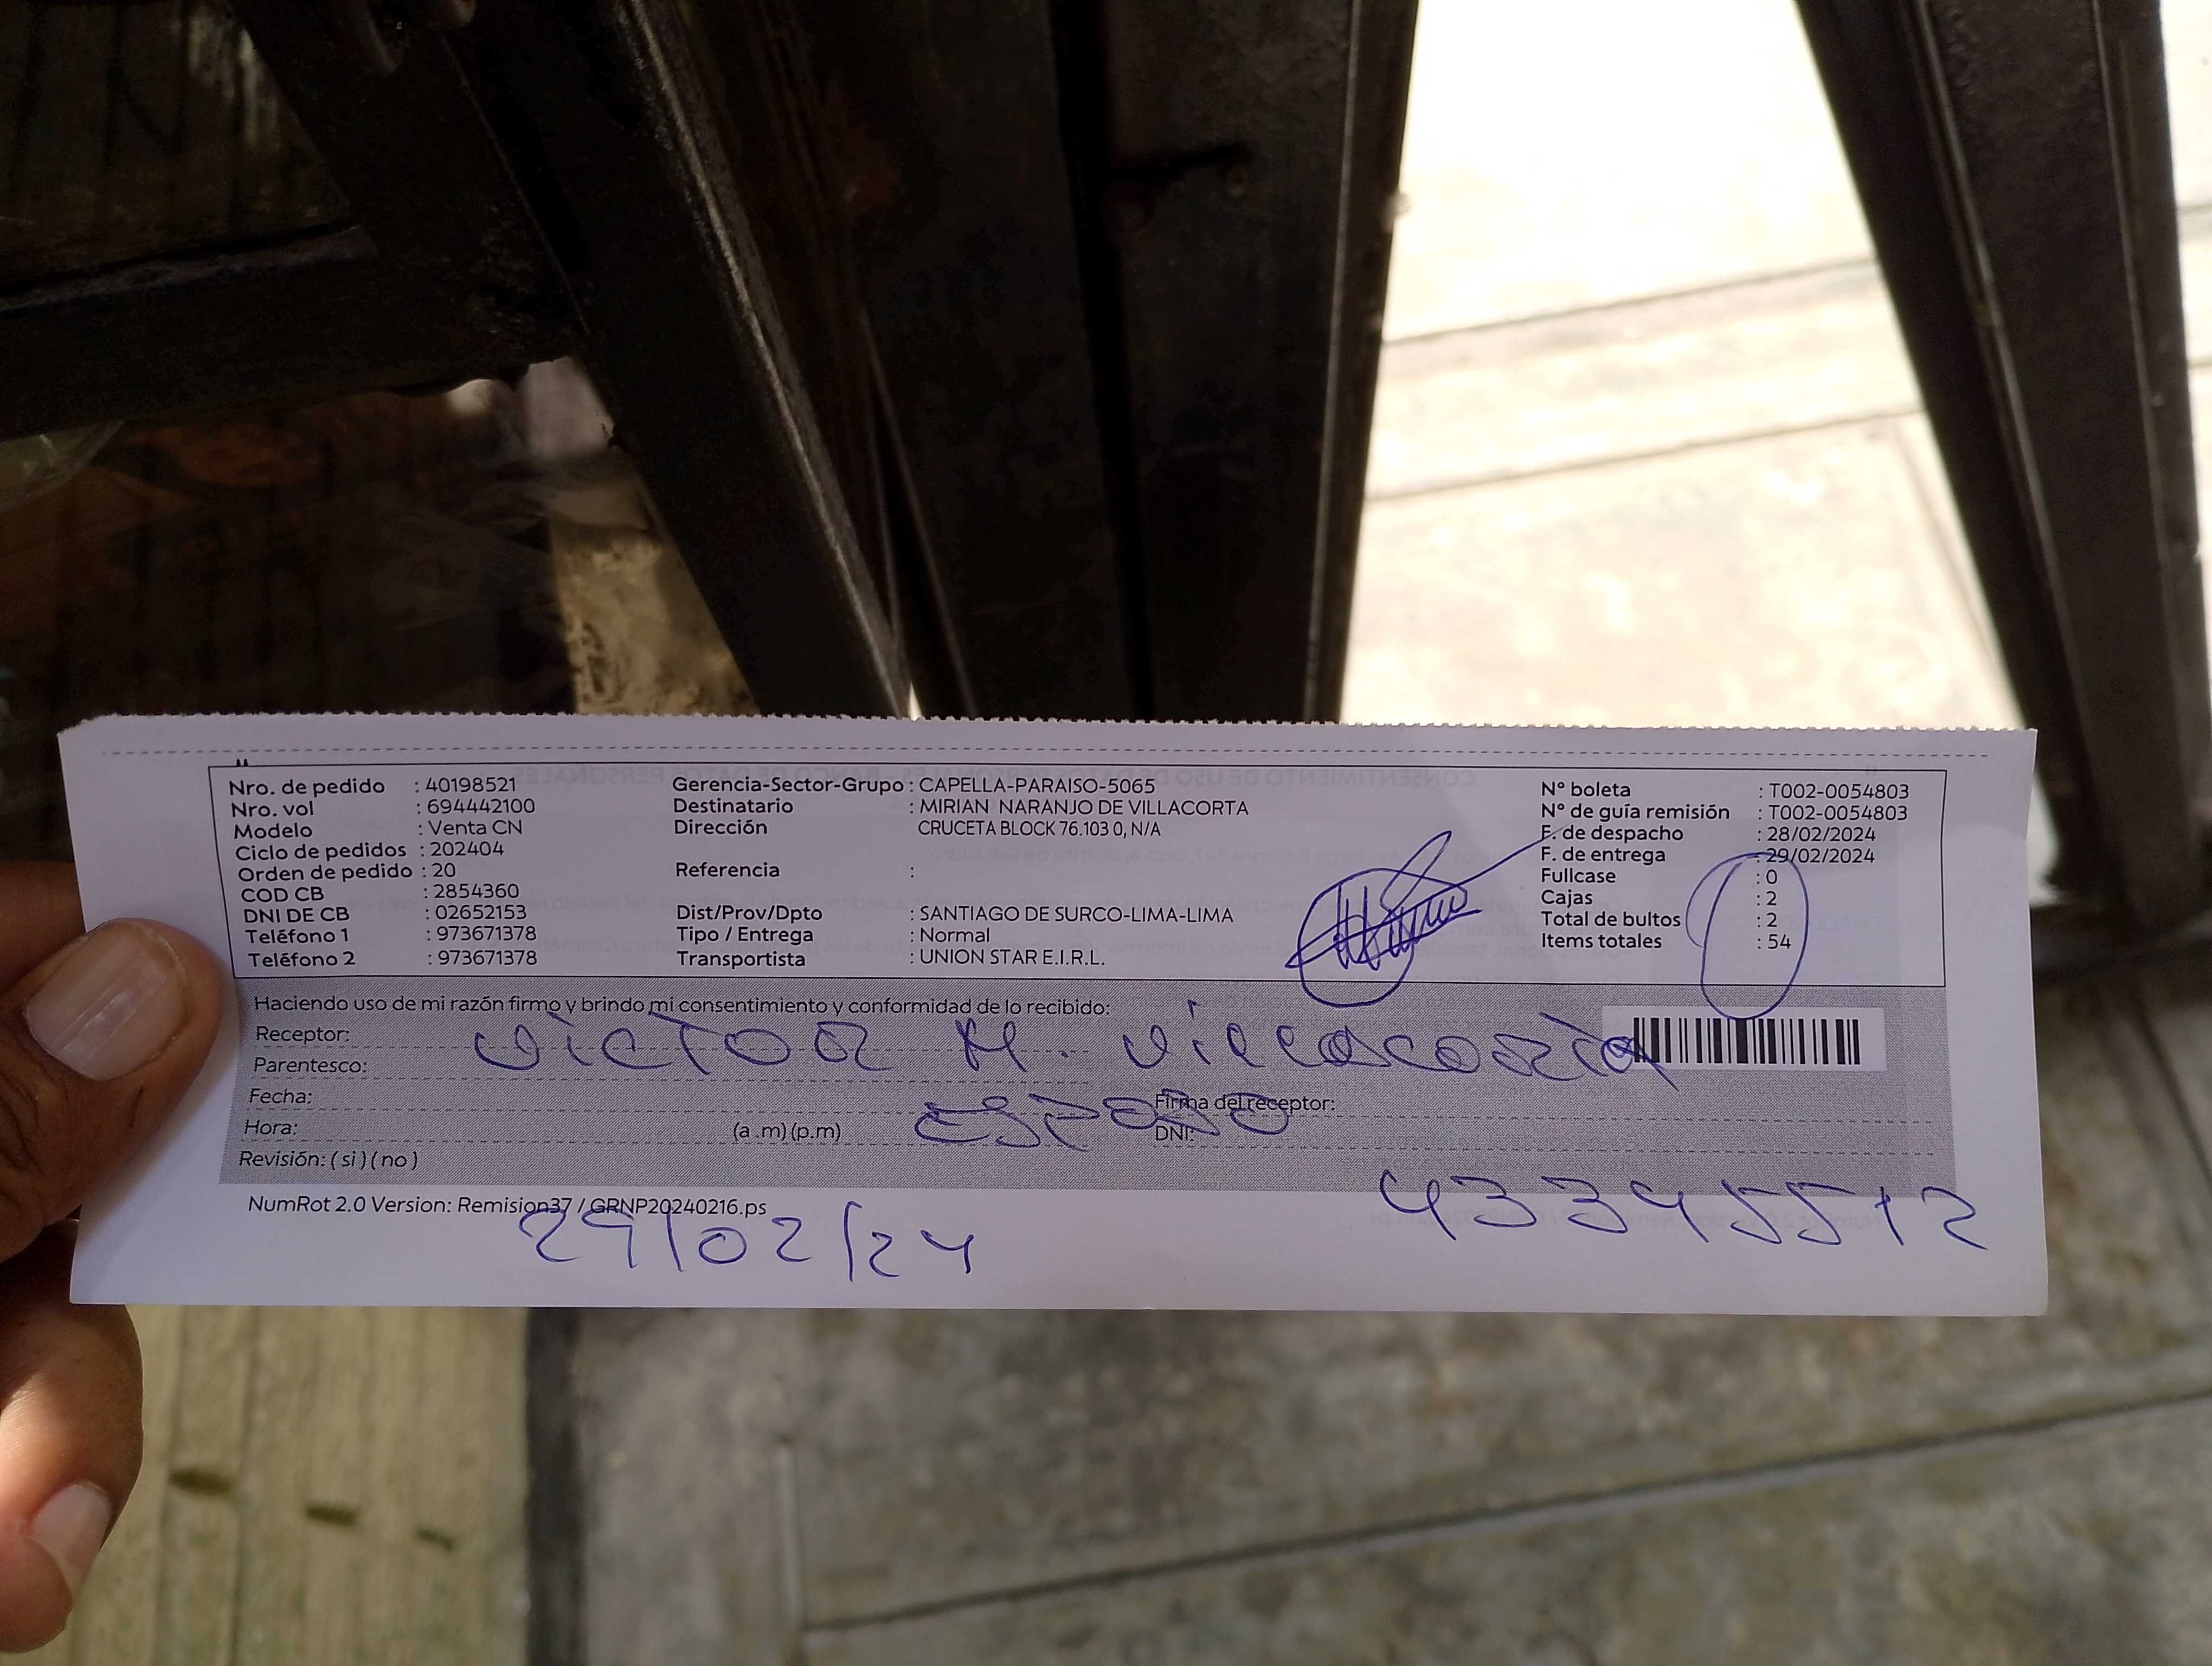 Nro. de pedido : 40198521
Nro. vol : 694442100
Modelo : Venta CN
Ciclo de pedidos : 202404
Orden de pedido : 20
COD CB : 2854360
DNI DE CB : 02652153
Teléfono 1 : 973671378
Teléfono 2 : 973671378
Gerencia-Sector-Grupo : CAPELLA-PARAISO-5065
Destinatario : MIRIAN NARANJO DE VILLACORTA
Dirección CRUCETA BLOCK 76.103 0, N/A
Referencia :
Dist/Prov/Dpto : SANTIAGO DE SURCO-LIMA-LIMA
Tipo / Entrega : Normal
Transportista : UNION STAR E.I.R.L.
N° boleta : T002-0054803
N° de guía remisión : T002-0054803
F. de despacho : 28/02/2024
F. de entrega : 29/02/2024
Fullcase : 0
Cajas : 2
Total de bultos : 2
Items totales : 54
Haciendo uso de mi razón firmo y brindo mi consentimiento y conformidad de lo recibido:
Receptor: Victor M. Villacorta
Parentesco: esposo
Fecha:
Firma del receptor:
Hora: (a .m) (p.m)
DNI:
Revisión: ( si ) ( no )
43345512
NumRot 2.0 Version: Remision37 / GRNP20240216.ps
29/02/24